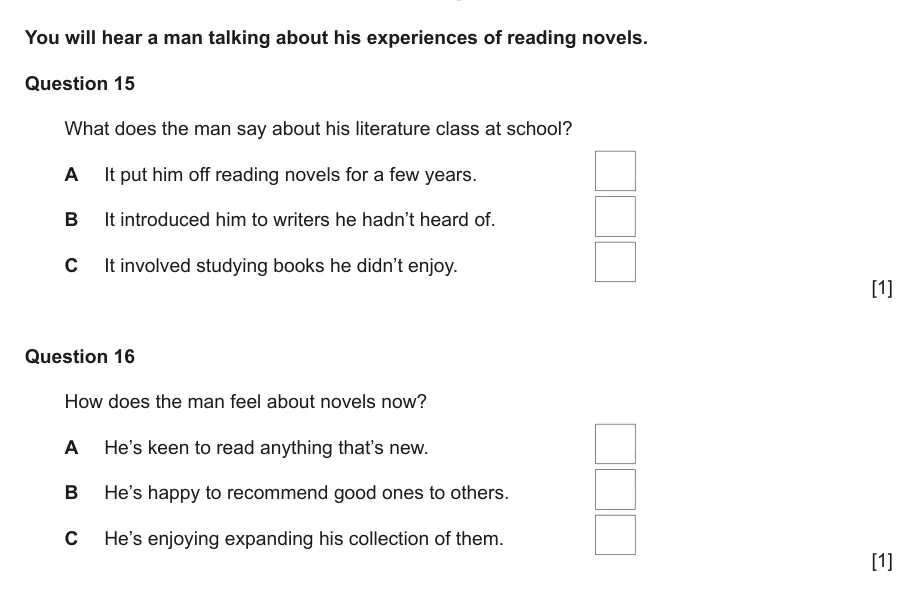 You will hear a man talking about his experiences of reading novels.
Question 15
What does the man say about his literature class at school?
A It put him off reading novels for a few years.
B It introduced him to writers he hadn’t heard of.
C It involved studying books he didn’t enjoy.
[1]
Question 16
How does the man feel about novels now?
A He’s keen to read anything that’s new.
B He’s happy to recommend good ones to others.
C He’s enjoying expanding his collection of them.
[1]